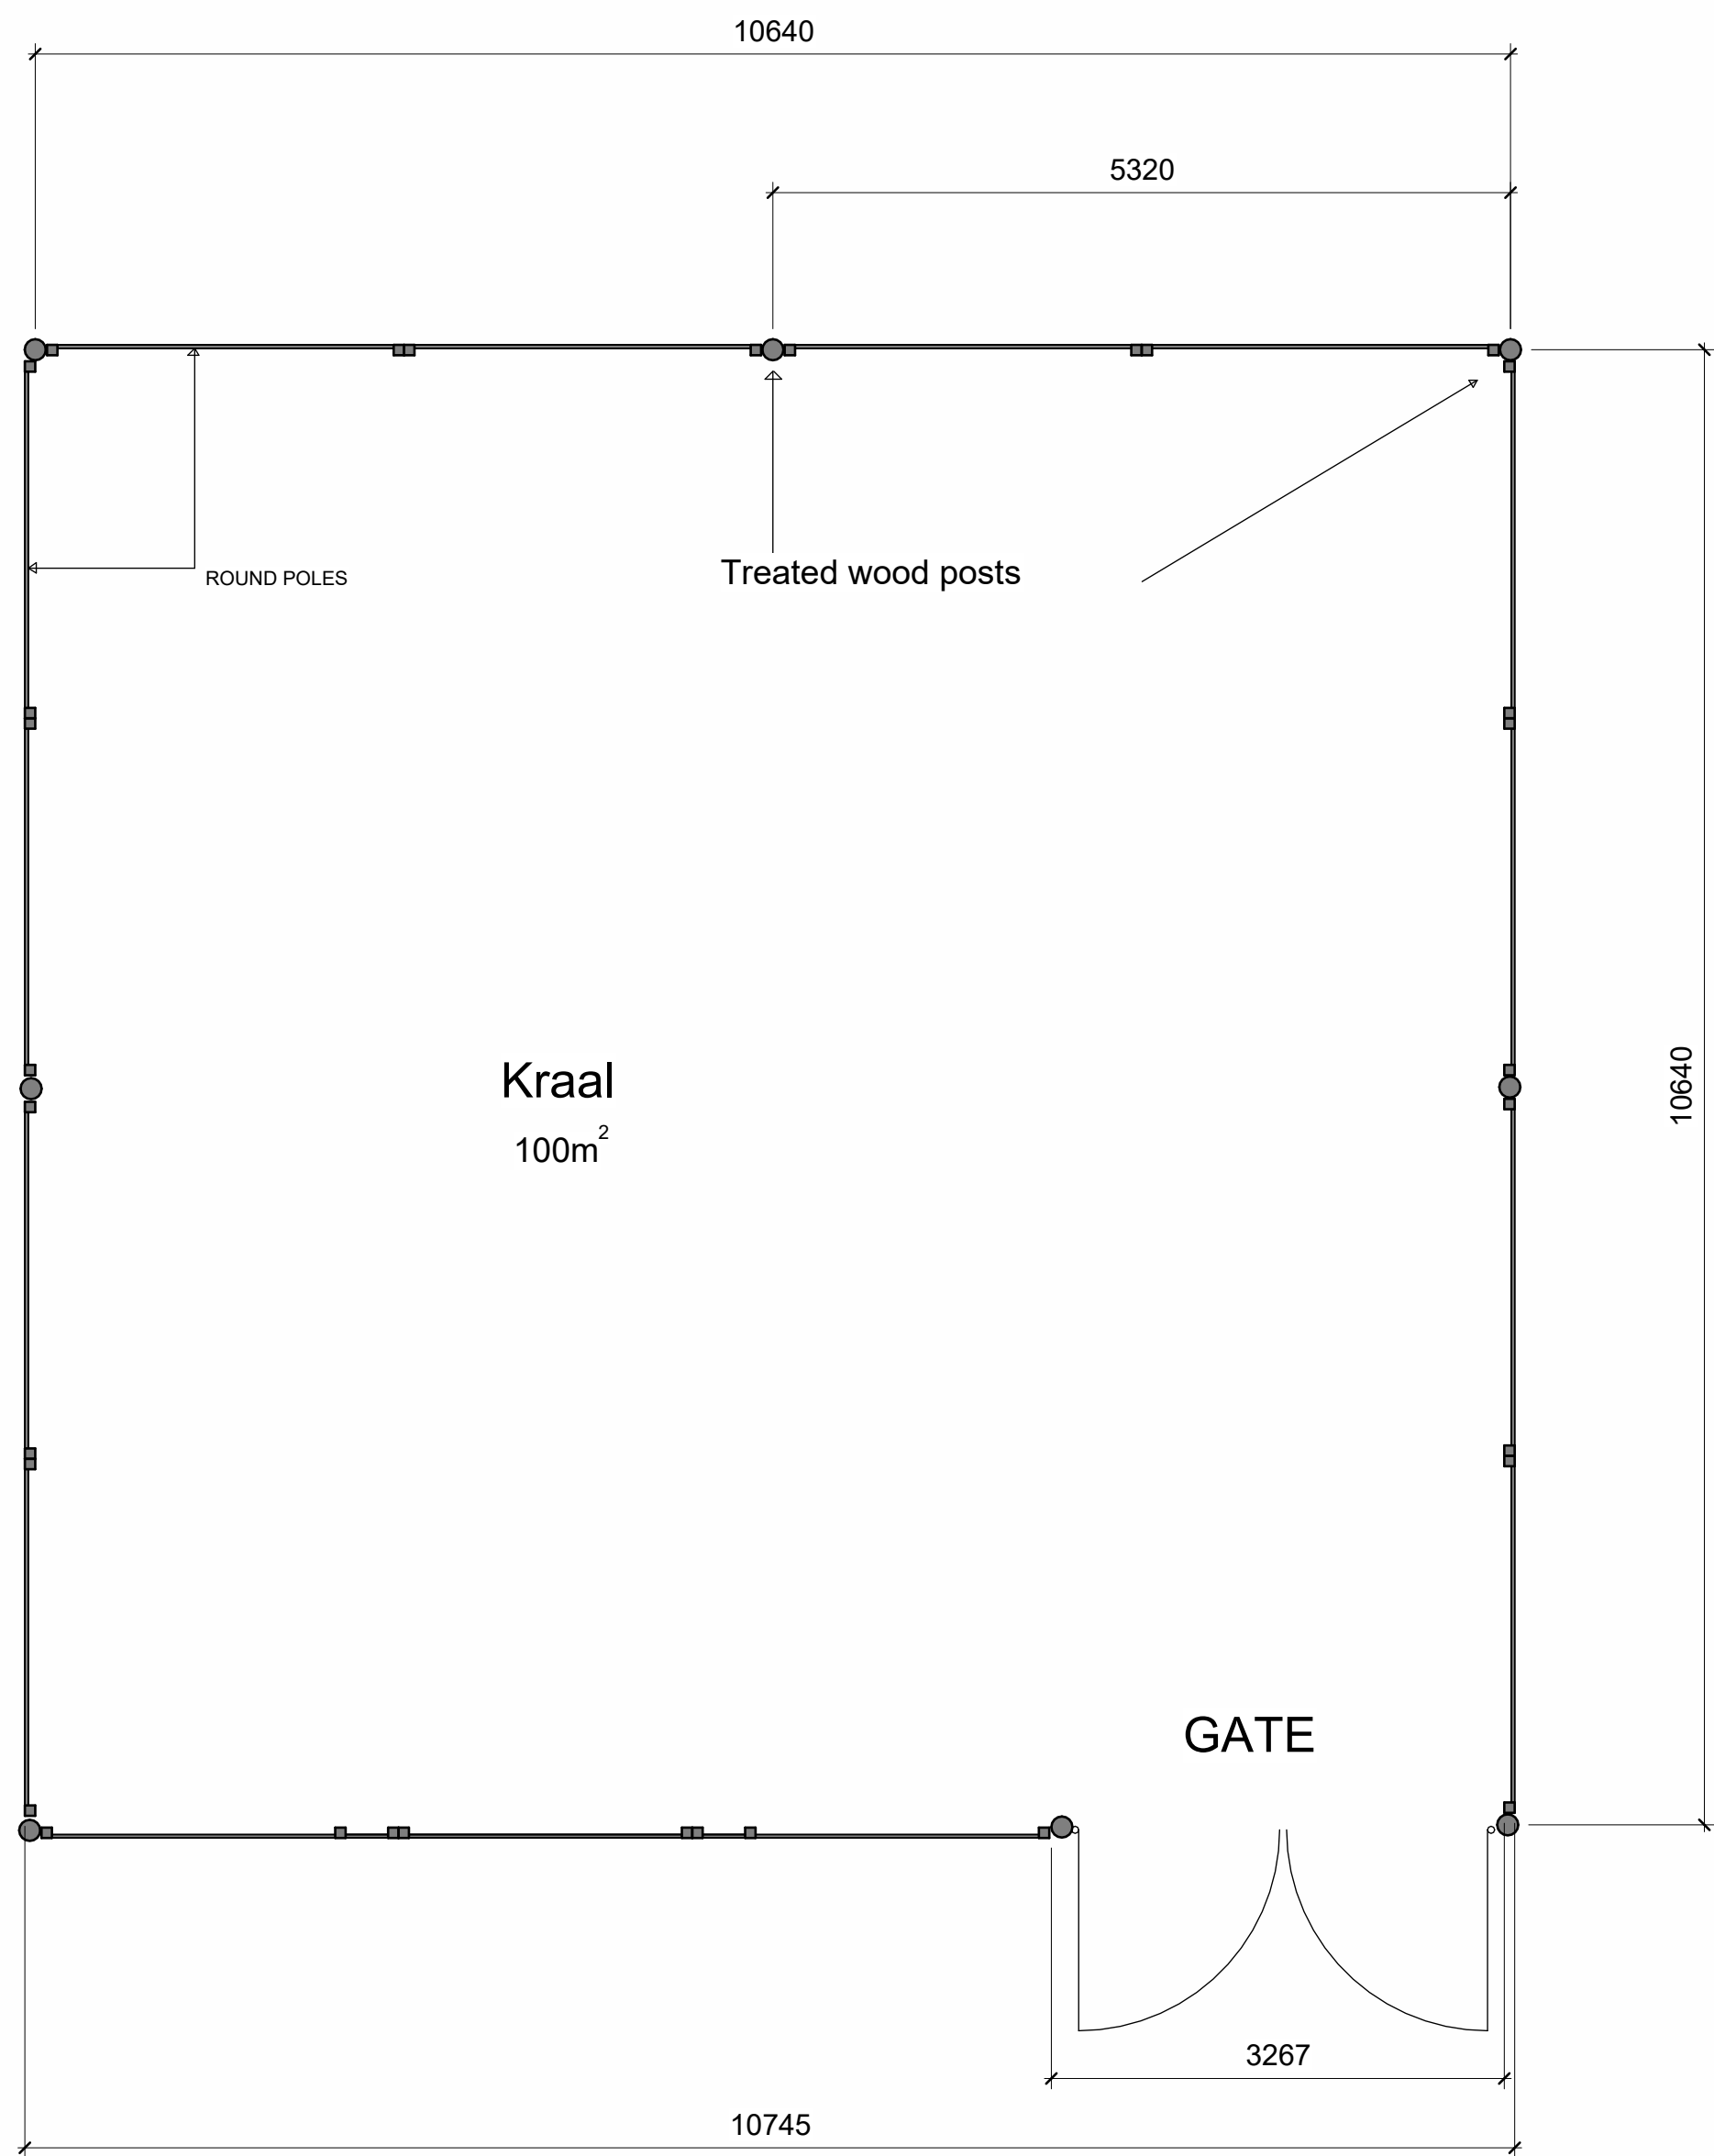 10640
5320
ROUND POLES
Treated wood posts
10640
Kraal
100m²
GATE
3267
10745